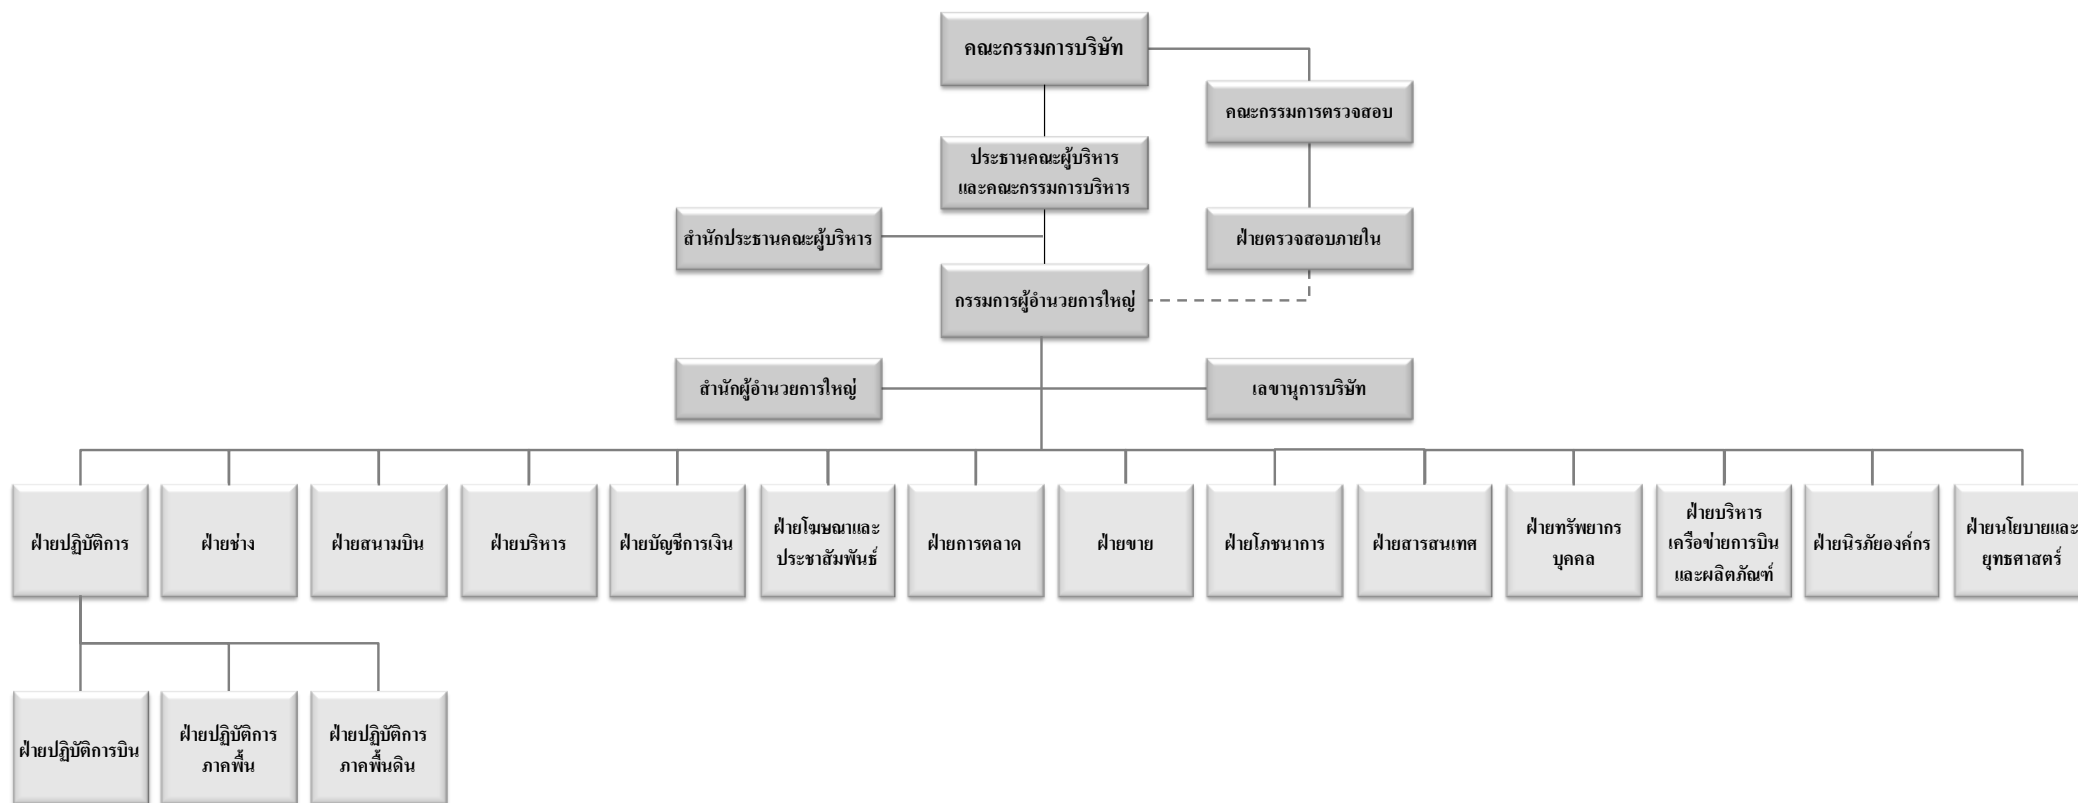 คณะกรรมการบริษัท
คณะกรรมการตรวจสอบ
ประธานคณะผู้บริหาร
และคณะกรรมการบริหาร
สำนักประธานคณะผู้บริหาร
ฝ่ายตรวจสอบภายใน
กรรมการผู้อำนวยการใหญ่
สำนักผู้อำนวยการใหญ่
เลขานุการบริษัท
ฝ่ายปฏิบัติการ
ฝ่ายช่าง
ฝ่ายสนามบิน
ฝ่ายบริหาร
ฝ่ายบัญชีการเงิน
ฝ่ายโฆษณาและ
ประชาสัมพันธ์
ฝ่ายการตลาด
ฝ่ายขาย
ฝ่ายโภชนาการ
ฝ่ายสารสนเทศ
ฝ่ายทรัพยากร
บุคคล
ฝ่ายบริหาร
เครือข่ายการบิน
และผลิตภัณฑ์
ฝ่ายนิรภัยองค์กร
ฝ่ายนโยบายและ
ยุทธศาสตร์
ฝ่ายปฏิบัติการบิน
ฝ่ายปฏิบัติการ
ภาคพื้น
ฝ่ายปฏิบัติการ
ภาคพื้นดิน